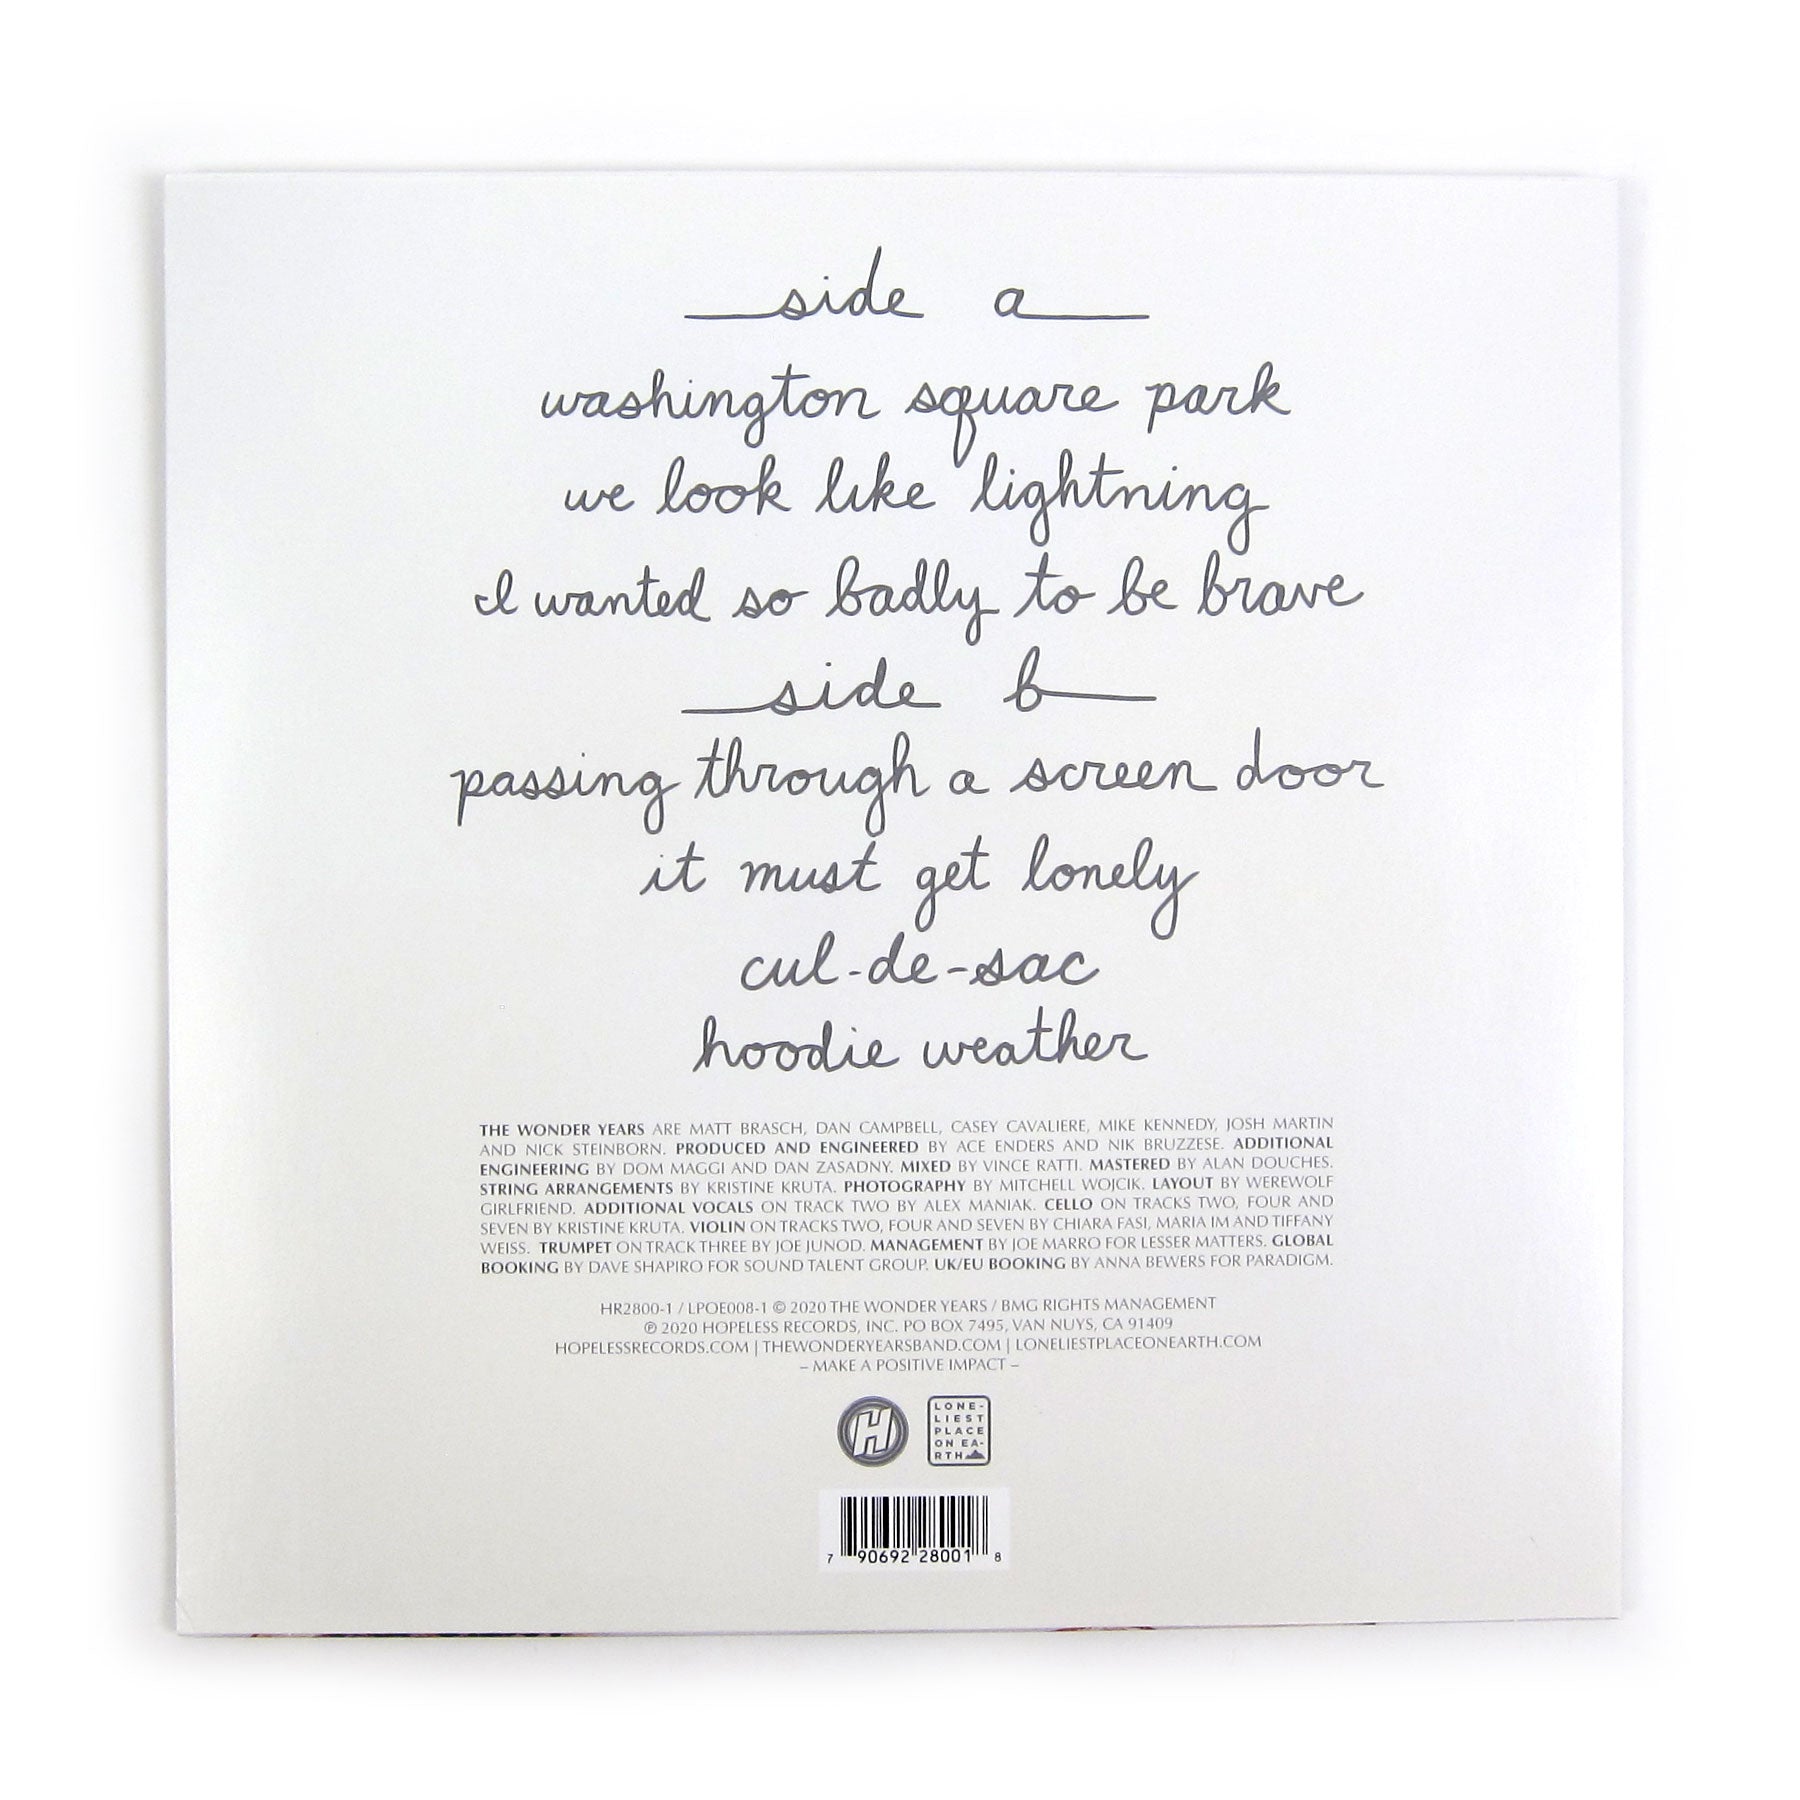 side a
washington square park
we look like lightning
I wanted so badly to be brave
side b
passing through a screen door
it must get lonely
cul-de-sac
hoodie weather
THE WONDER YEARS ARE MATT BRASCH, DAN CAMPBELL, CASEY CAVALIERE, MIKE KENNEDY, JOSH MARTIN
AND NICK STEINBORN. PRODUCED AND ENGINEERED BY ACE ENDERS AND NIK BRUZZESE. ADDITIONAL
ENGINEERING BY DOM MAGGI AND DAN ZASADNY. MIXED BY VINCE RATTI. MASTERED BY ALAN DOUCHES.
STRING ARRANGEMENTS BY KRISTINE KRUTA. PHOTOGRAPHY BY MITCHELL WOJCIK. LAYOUT BY WEREWOLF
GIRLFRIEND. ADDITIONAL VOCALS ON TRACK TWO BY ALEX MANIAK. CELLO ON TRACKS TWO, FOUR AND
SEVEN BY KRISTINE KRUTA. VIOLIN ON TRACKS TWO, FOUR AND SEVEN BY CHIARA FASI, MARIA IM AND TIFFANY
WEISS. TRUMPET ON TRACK THREE BY JOE JUNOD. MANAGEMENT BY JOE MARRO FOR LESSER MATTERS. GLOBAL
BOOKING BY DAVE SHAPIRO FOR SOUND TALENT GROUP. UK/EU BOOKING BY ANNA BEWERS FOR PARADIGM.
HR2800-1 / LPOE008-1 © 2020 THE WONDER YEARS / BMG RIGHTS MANAGEMENT
℗ 2020 HOPELESS RECORDS, INC. PO BOX 7495, VAN NUYS, CA 91409
HOPELESSRECORDS.COM | THEWONDERYEARSBAND.COM | LONELIESTPLACEONEARTH.COM
– MAKE A POSITIVE IMPACT –
H
LONE-
LIEST
PLACE
ON EA-
RTH
7 90692 28001 8